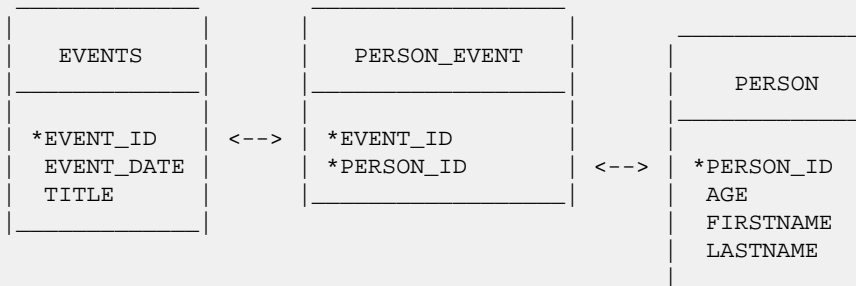 EVENTS
PERSON_EVENT
PERSON
*EVENT_ID <--> *EVENT_ID
EVENT_DATE *PERSON_ID <--> *PERSON_ID
TITLE AGE
FIRSTNAME
LASTNAME